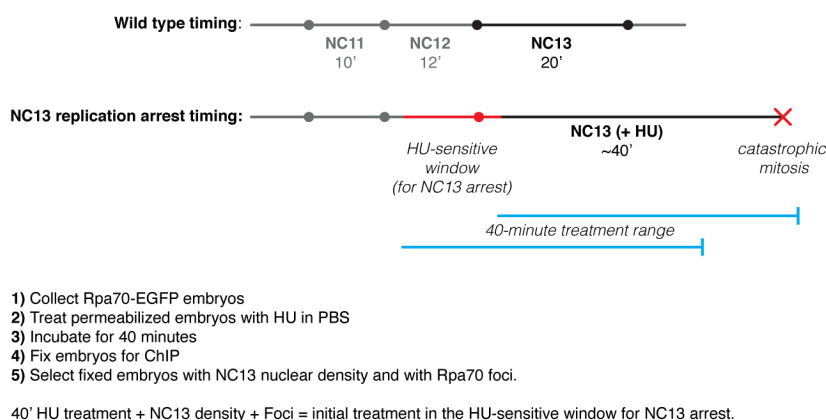 Wild type timing:
NC11
NC12
NC13
10’
12’
20’
NC13 replication arrest timing:
NC13 (+ HU)
~40’
HU-sensitive
window
(for NC13 arrest)
catastrophic
mitosis
40-minute treatment range
1) Collect Rpa70-EGFP embryos
2) Treat permeabilized embryos with HU in PBS
3) Incubate for 40 minutes
4) Fix embryos for ChIP
5) Select fixed embryos with NC13 nuclear density and with Rpa70 foci.
40’ HU treatment + NC13 density + Foci = initial treatment in the HU-sensitive window for NC13 arrest.